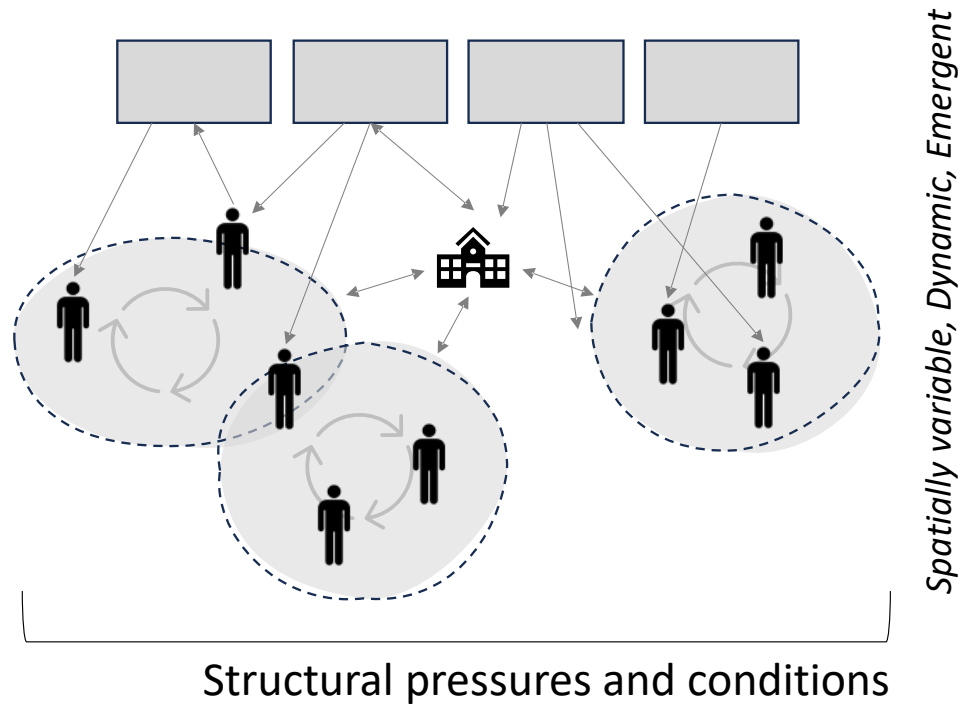 Spatially variable, Dynamic, Emergent
Structural pressures and conditions